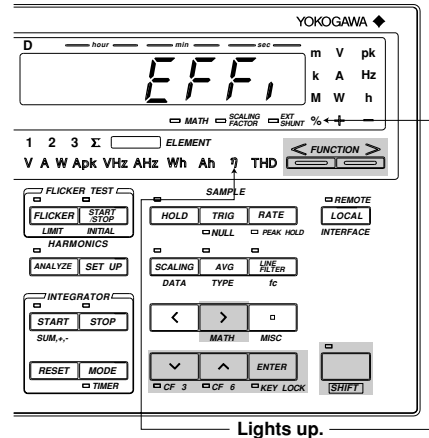 YOKOGAWA
D hour min sec m V pk
EFFi k A Hz
M W h
MATH SCALING FACTOR EXT SHUNT % + −
1 2 3 Σ ELEMENT < FUNCTION >
V A W Apk VHz AHz Wh Ah η THD
FLICKER TEST SAMPLE
REMOTE
FLICKER START /STOP HOLD TRIG RATE LOCAL
LIMIT INITIAL NULL PEAK HOLD INTERFACE
HARMONICS
ANALYZE SET UP SCALING AVG LINE FILTER
DATA TYPE fc
INTEGRATOR
START STOP < >
SUM,+,- MATH MISC
RESET MODE ENTER
TIMER CF 3 CF 6 KEY LOCK SHIFT
Lights up.